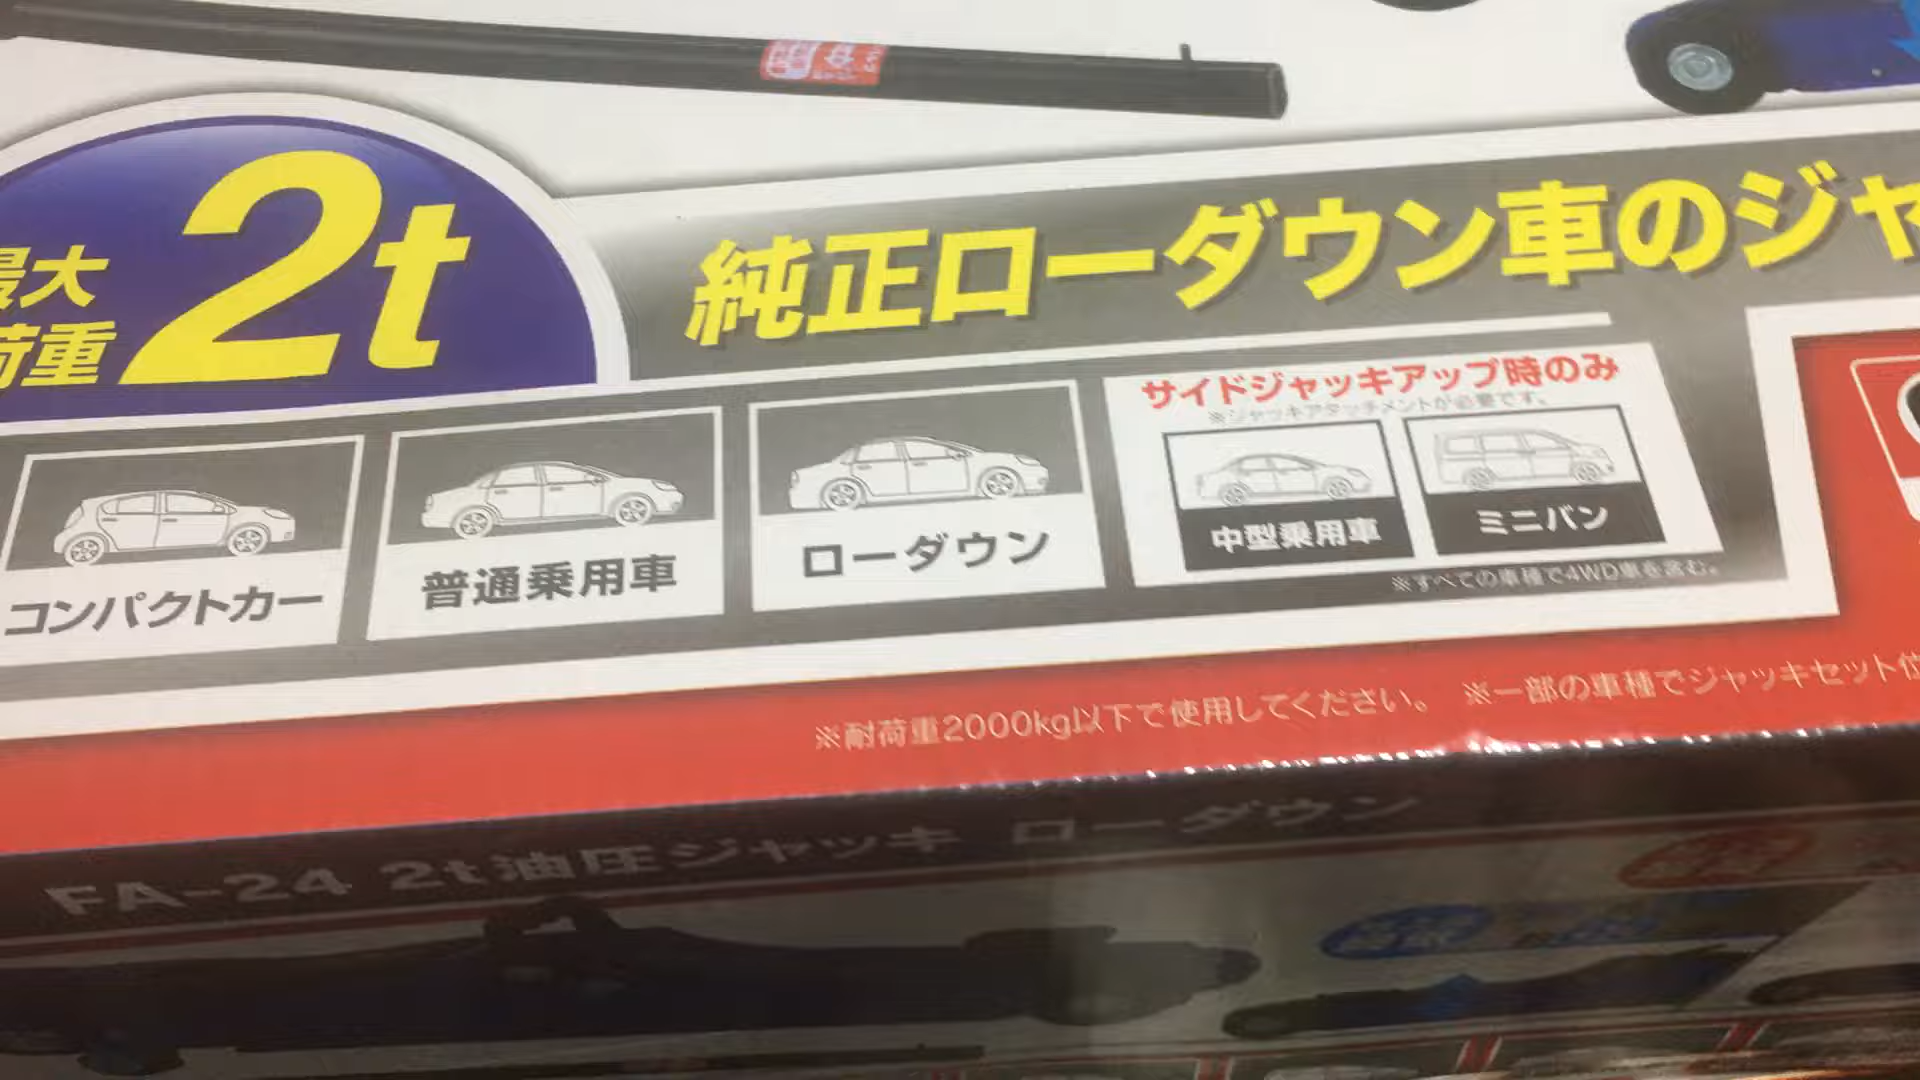 最大
荷重
2t
純正ローダウン車のジャ
サイドジャッキアップ時のみ
※ジャッキアタッチメントが必要です。
コンパクトカー
普通乗用車
ローダウン
中型乗用車
ミニバン
※すべての車種で4WD車を含む。
※耐荷重2000kg以下で使用してください。 ※一部の車種でジャッキセット位
FA-24 2t油圧ジャッキ ローダウン